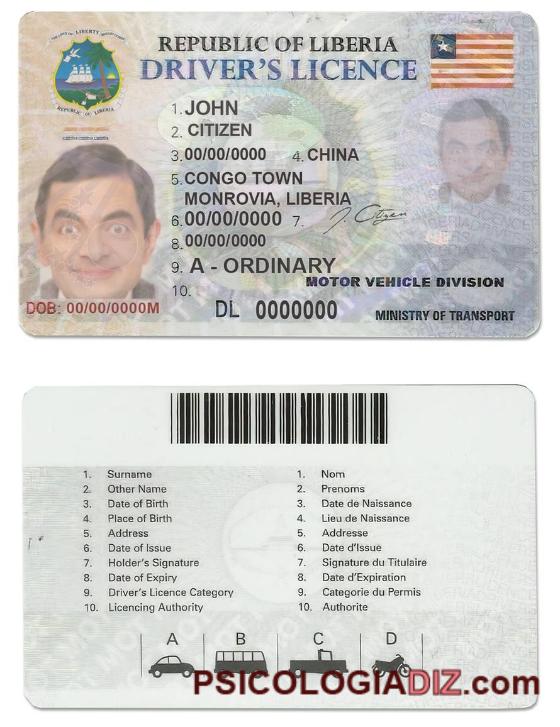 THE LOVE OF LIBERTY BROUGHT US HERE
REPUBLIC OF LIBERIA
REPUBLIC OF LIBERIA
DRIVER'S LICENCE
1. JOHN
2. CITIZEN
3. 00/00/0000 4. CHINA
5. CONGO TOWN
MONROVIA, LIBERIA
6. 00/00/0000 7. J. Citizen
8. 00/00/0000
9. A - ORDINARY
10. MOTOR VEHICLE DIVISION
DOB: 00/00/0000M
DL 0000000
MINISTRY OF TRANSPORT
1. Surname
2. Other Name
3. Date of Birth
4. Place of Birth
5. Address
6. Date of Issue
7. Holder's Signature
8. Date of Expiry
9. Driver's Licence Category
10. Licencing Authority
1. Nom
2. Prenoms
3. Date de Naissance
4. Lieu de Naissance
5. Addresse
6. Date d'Issue
7. Signature du Titulaire
8. Date d'Expiration
9. Categorie du Permis
10. Authorite
A B C D
PSICOLOGIADIZ.com